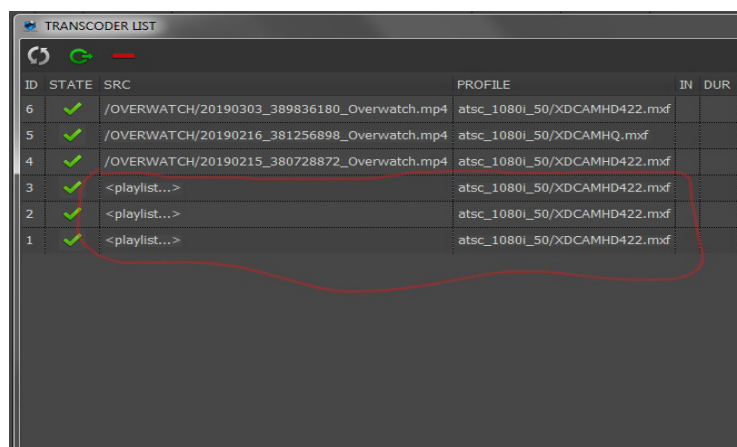 TRANSCODER LIST
ID STATE SRC PROFILE IN DUR
6 /OVERWATCH/20190303_389836180_Overwatch.mp4 atsc_1080i_50/XDCAMHD422.mxf
5 /OVERWATCH/20190216_381256898_Overwatch.mp4 atsc_1080i_50/XDCAMHQ.mxf
4 /OVERWATCH/20190215_380728872_Overwatch.mp4 atsc_1080i_50/XDCAMHD422.mxf
3 <playlist...> atsc_1080i_50/XDCAMHD422.mxf
2 <playlist...> atsc_1080i_50/XDCAMHD422.mxf
1 <playlist...> atsc_1080i_50/XDCAMHD422.mxf